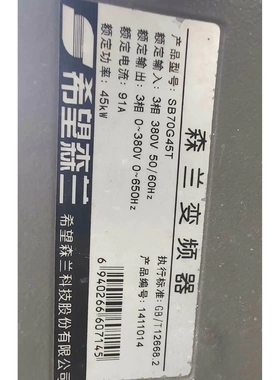 希望森兰
希望森兰科技股份有限公司
森兰变频器
产品型号：SB70G45T
额定输入：3相 380V 50/60Hz
额定输出：3相 0~380V 0~650Hz
额定电流：91A
额定功率：45kW
执行标准：GB/T12668.2
产品编号：1411014
6940266607145